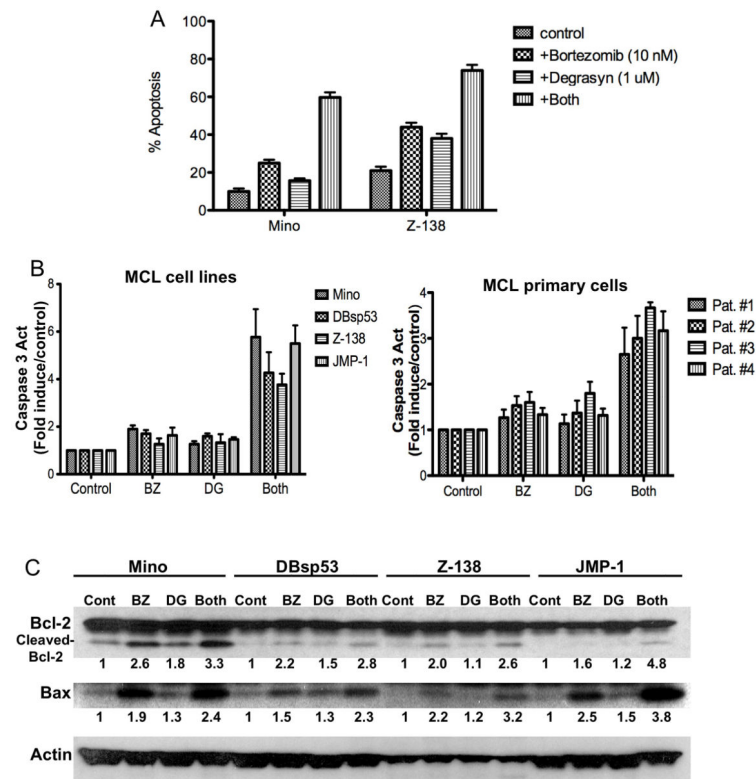 A
% Apoptosis
100
80
60
40
20
0
Mino
Z-138
control
+Bortezomib (10 nM)
+Degrasyn (1 uM)
+Both
B
MCL cell lines
Caspase 3 Act
(Fold induce/control)
8
6
4
2
0
Control BZ DG Both
Mino
DBsp53
Z-138
JMP-1
MCL primary cells
Caspase 3 Act
(Fold induce/control)
4
3
2
1
0
Control BZ DG Both
Pat. #1
Pat. #2
Pat. #3
Pat. #4
C
Mino DBsp53 Z-138 JMP-1
Cont BZ DG Both Cont BZ DG Both Cont BZ DG Both Cont BZ DG Both
Bcl-2
Cleaved-
Bcl-2
1 2.6 1.8 3.3 1 2.2 1.5 2.8 1 2.0 1.1 2.6 1 1.6 1.2 4.8
Bax
1 1.9 1.3 2.4 1 1.5 1.3 2.3 1 2.2 1.2 3.2 1 2.5 1.5 3.8
Actin